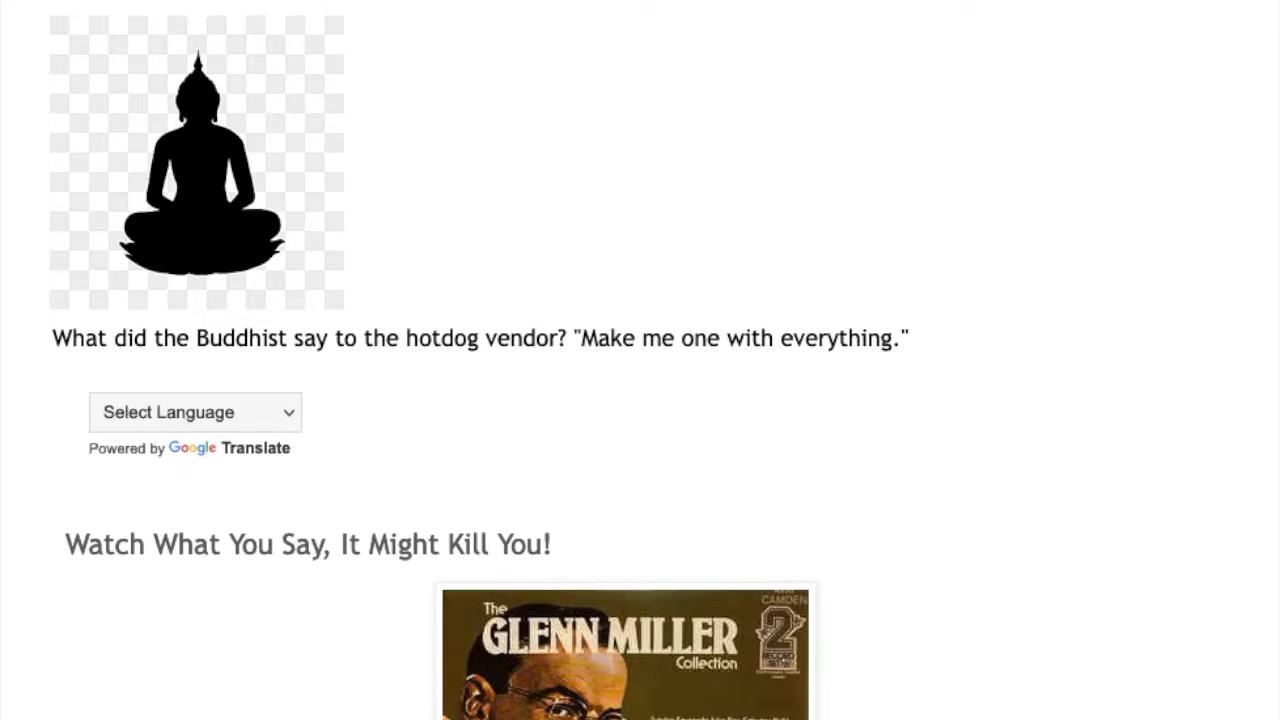 What did the Buddhist say to the hotdog vendor? "Make me one with everything."
Select Language
Powered by Google Translate
Watch What You Say, It Might Kill You!
The
GLENN MILLER
Collection
CAMDEN
2